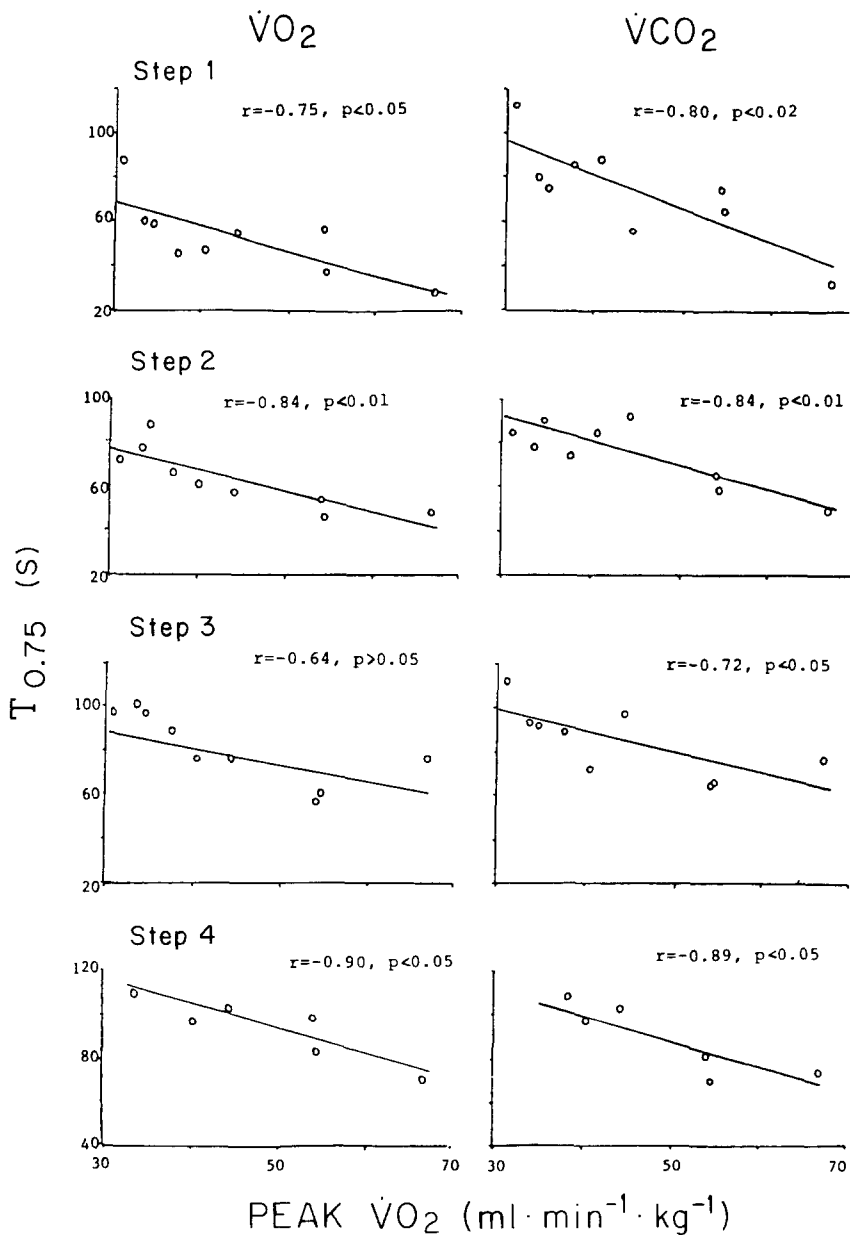 V̇O₂ V̇CO₂
Step 1
r=-0.75, p<0.05 r=-0.80, p<0.02
100
60
20
Step 2
r=-0.84, p<0.01 r=-0.84, p<0.01
100
60
20
Step 3
r=-0.64, p>0.05 r=-0.72, p<0.05
100
60
20
Step 4
r=-0.90, p<0.05 r=-0.89, p<0.05
120
80
40
30 50 70 30 50 70
T0.75 (S)
PEAK V̇O₂ (ml·min⁻¹·kg⁻¹)